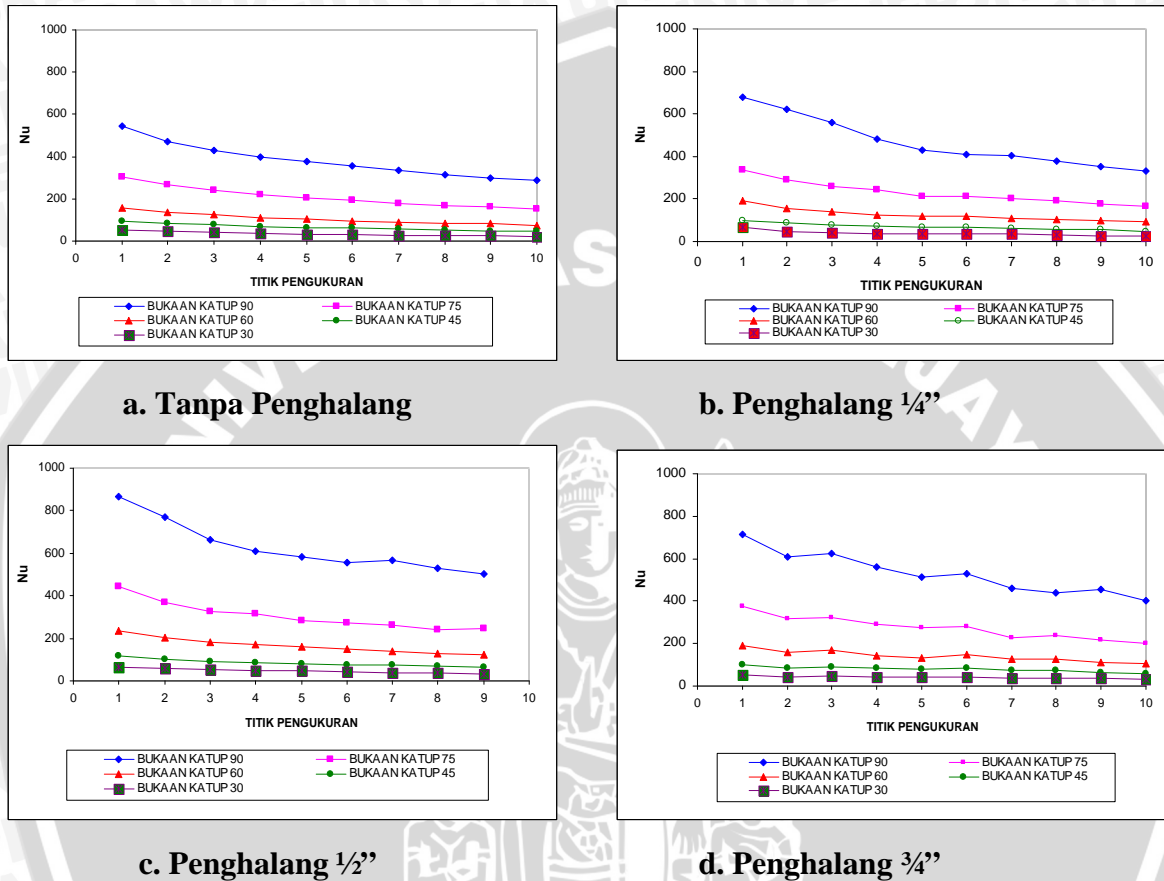 1000
800
600
400
200
0
Nu
0 1 2 3 4 5 6 7 8 9 10
TITIK PENGUKURAN
BUKAAN KATUP 90 BUKAAN KATUP 75
BUKAAN KATUP 60 BUKAAN KATUP 45
BUKAAN KATUP 30
a. Tanpa Penghalang
1000
800
600
400
200
0
Nu
0 1 2 3 4 5 6 7 8 9 10
TITIK PENGUKURAN
BUKAAN KATUP 90 BUKAAN KATUP 75
BUKAAN KATUP 60 BUKAAN KATUP 45
BUKAAN KATUP 30
b. Penghalang ¼”
1000
800
600
400
200
0
Nu
0 1 2 3 4 5 6 7 8 9 10
TITIK PENGUKURAN
BUKAAN KATUP 90 BUKAAN KATUP 75
BUKAAN KATUP 60 BUKAAN KATUP 45
BUKAAN KATUP 30
c. Penghalang ½”
1000
800
600
400
200
0
Nu
0 1 2 3 4 5 6 7 8 9 10
TITIK PENGUKURAN
BUKAAN KATUP 90 BUKAAN KATUP 75
BUKAAN KATUP 60 BUKAAN KATUP 45
BUKAAN KATUP 30
d. Penghalang ¾”